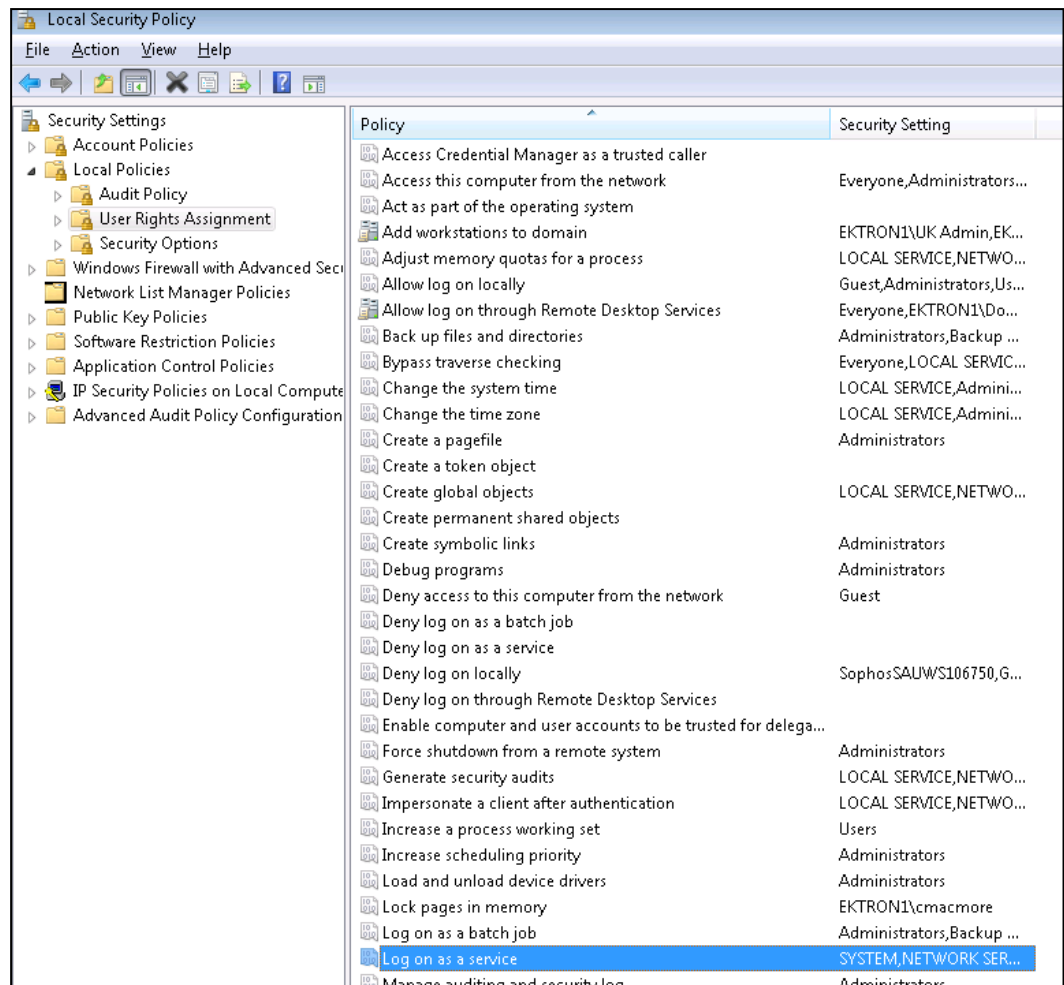 Local Security Policy
File Action View Help
Security Settings
Account Policies
Local Policies
Audit Policy
User Rights Assignment
Security Options
Windows Firewall with Advanced Secu
Network List Manager Policies
Public Key Policies
Software Restriction Policies
Application Control Policies
IP Security Policies on Local Compute
Advanced Audit Policy Configuration
Policy Security Setting
Access Credential Manager as a trusted caller
Access this computer from the network Everyone,Administrators...
Act as part of the operating system
Add workstations to domain EKTRON1\UK Admin,EK...
Adjust memory quotas for a process LOCAL SERVICE,NETWO...
Allow log on locally Guest,Administrators,Us...
Allow log on through Remote Desktop Services Everyone,EKTRON1\Do...
Back up files and directories Administrators,Backup ...
Bypass traverse checking Everyone,LOCAL SERVIC...
Change the system time LOCAL SERVICE,Admini...
Change the time zone LOCAL SERVICE,Admini...
Create a pagefile Administrators
Create a token object
Create global objects LOCAL SERVICE,NETWO...
Create permanent shared objects
Create symbolic links Administrators
Debug programs Administrators
Deny access to this computer from the network Guest
Deny log on as a batch job
Deny log on as a service
Deny log on locally SophosSAUWS106750,G...
Deny log on through Remote Desktop Services
Enable computer and user accounts to be trusted for delega...
Force shutdown from a remote system Administrators
Generate security audits LOCAL SERVICE,NETWO...
Impersonate a client after authentication LOCAL SERVICE,NETWO...
Increase a process working set Users
Increase scheduling priority Administrators
Load and unload device drivers Administrators
Lock pages in memory EKTRON1\cmacmore
Log on as a batch job Administrators,Backup ...
Log on as a service SYSTEM,NETWORK SER...
Manage auditing and security log Administrators